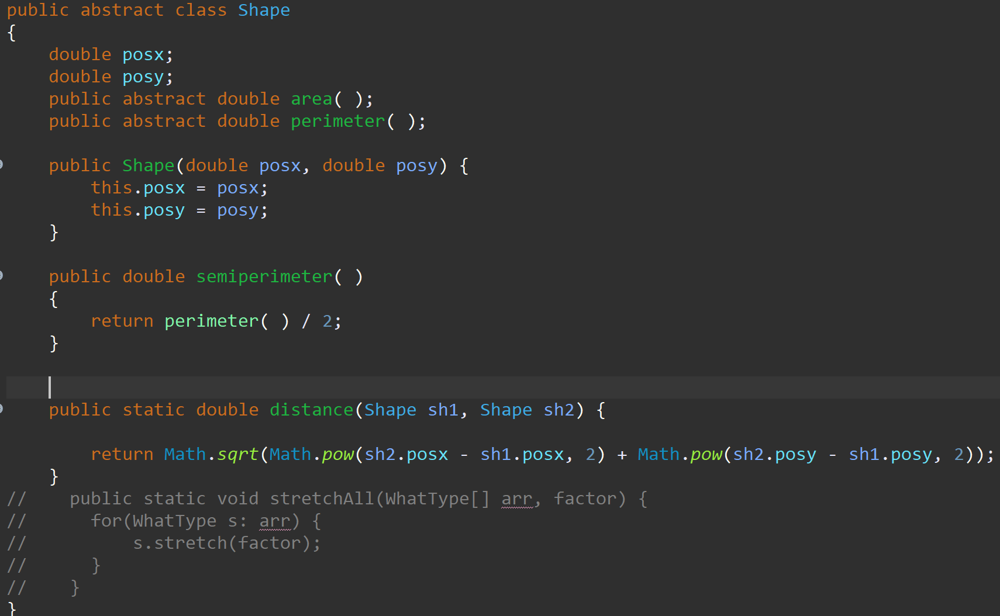 public abstract class Shape
{
    double posx;
    double posy;
    public abstract double area( );
    public abstract double perimeter( );
    public Shape(double posx, double posy) {
        this.posx = posx;
        this.posy = posy;
    }
    public double semiperimeter( )
    {
        return perimeter( ) / 2;
    }
    public static double distance(Shape sh1, Shape sh2) {
        return Math.sqrt(Math.pow(sh2.posx - sh1.posx, 2) + Math.pow(sh2.posy - sh1.posy, 2));
    }
//    public static void stretchAll(WhatType[] arr, factor) {
//      for(WhatType s: arr) {
//          s.stretch(factor);
//      }
//    }
}